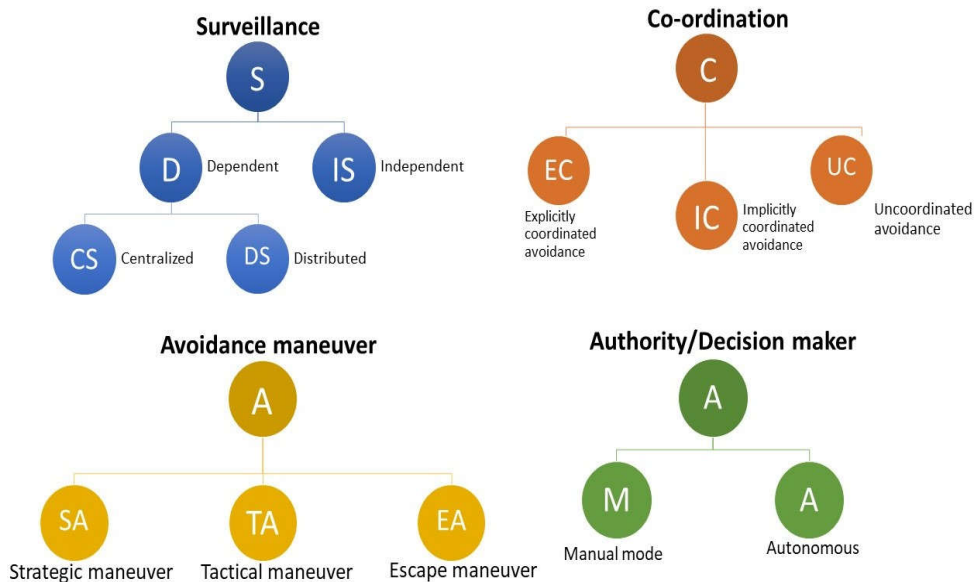 Surveillance
S
D
Dependent
IS
Independent
CS
Centralized
DS
Distributed
Co-ordination
C
EC
Explicitly
coordinated
avoidance
IC
Implicitly
coordinated
avoidance
UC
Uncoordinated
avoidance
Avoidance maneuver
A
SA
Strategic maneuver
TA
Tactical maneuver
EA
Escape maneuver
Authority/Decision maker
A
M
Manual mode
A
Autonomous